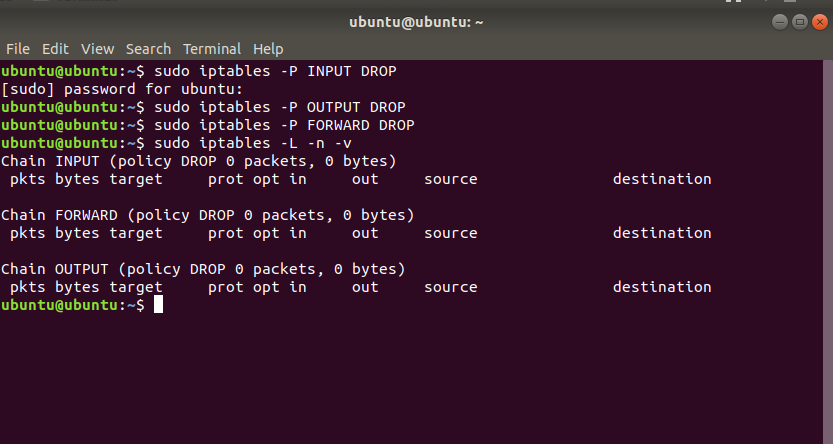 ubuntu@ubuntu: ~
File Edit View Search Terminal Help
ubuntu@ubuntu:~$ sudo iptables -P INPUT DROP
[sudo] password for ubuntu:
ubuntu@ubuntu:~$ sudo iptables -P OUTPUT DROP
ubuntu@ubuntu:~$ sudo iptables -P FORWARD DROP
ubuntu@ubuntu:~$ sudo iptables -L -n -v
Chain INPUT (policy DROP 0 packets, 0 bytes)
 pkts bytes target     prot opt in     out     source               destination

Chain FORWARD (policy DROP 0 packets, 0 bytes)
 pkts bytes target     prot opt in     out     source               destination

Chain OUTPUT (policy DROP 0 packets, 0 bytes)
 pkts bytes target     prot opt in     out     source               destination
ubuntu@ubuntu:~$